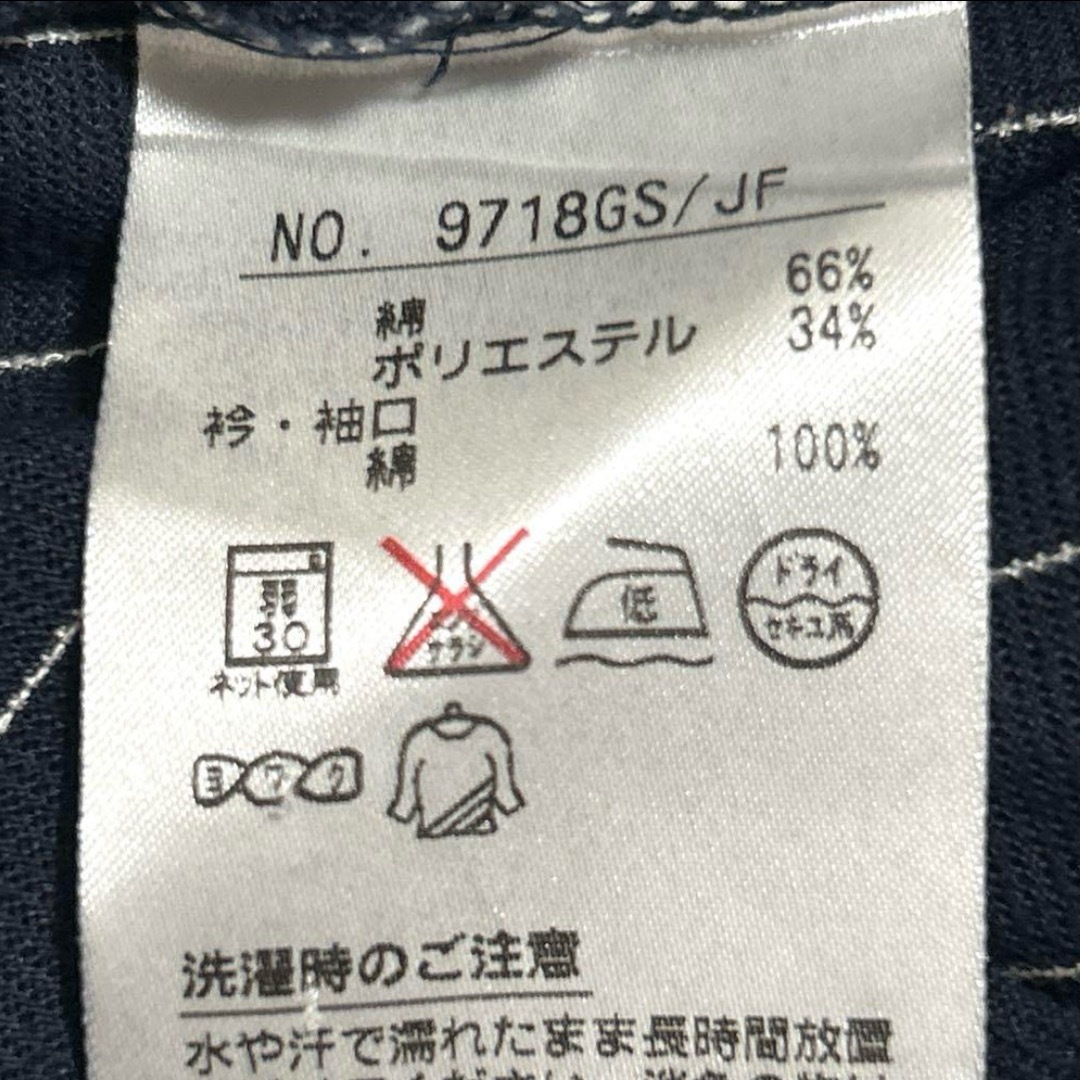 NO. 9718GS/JF
綿 66%
ポリエステル 34%
衿・袖口
綿 100%
弱
30
ネット使用
エンソ
サラシ
低
ドライ
セキユ系
ヨワク
洗濯時のご注意
水や汗で濡れたまま長時間放置